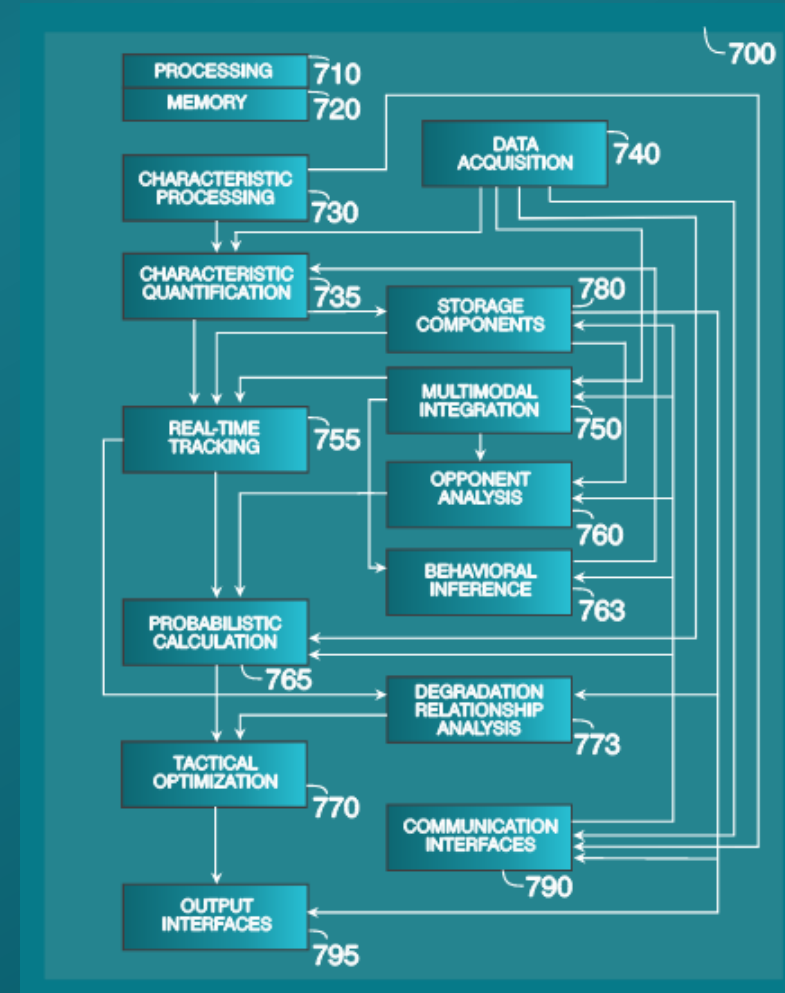 700
PROCESSING
710
MEMORY
720
DATA
ACQUISITION
740
CHARACTERISTIC
PROCESSING
730
CHARACTERISTIC
QUANTIFICATION
735
STORAGE
COMPONENTS
780
MULTIMODAL
INTEGRATION
750
REAL-TIME
TRACKING
755
OPPONENT
ANALYSIS
760
BEHAVIORAL
INFERENCE
763
PROBABILISTIC
CALCULATION
765
DEGRADATION
RELATIONSHIP
ANALYSIS
773
TACTICAL
OPTIMIZATION
770
COMMUNICATION
INTERFACES
790
OUTPUT
INTERFACES
795